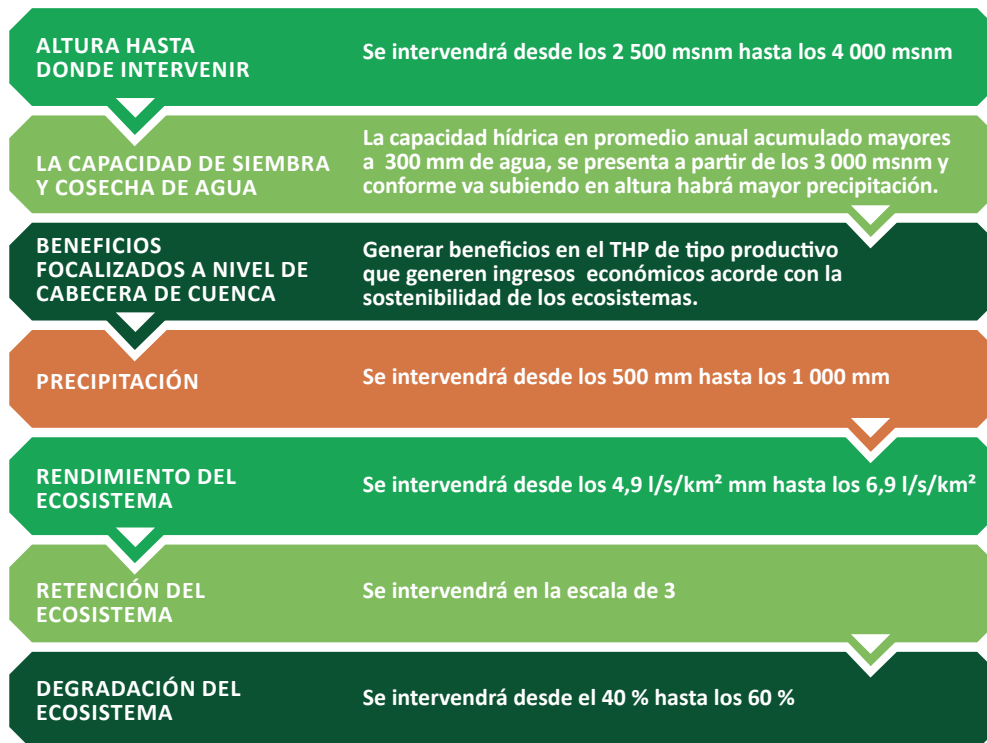 ALTURA HASTA
DONDE INTERVENIR
Se intervendrá desde los 2 500 msnm hasta los 4 000 msnm
LA CAPACIDAD DE SIEMBRA
Y COSECHA DE AGUA
La capacidad hídrica en promedio anual acumulado mayores
a 300 mm de agua, se presenta a partir de los 3 000 msnm y
conforme va subiendo en altura habrá mayor precipitación.
BENEFICIOS
FOCALIZADOS A NIVEL DE
CABECERA DE CUENCA
Generar beneficios en el THP de tipo productivo
que generen ingresos económicos acorde con la
sostenibilidad de los ecosistemas.
PRECIPITACIÓN
Se intervendrá desde los 500 mm hasta los 1 000 mm
RENDIMIENTO DEL
ECOSISTEMA
Se intervendrá desde los 4,9 l/s/km² mm hasta los 6,9 l/s/km²
RETENCIÓN DEL
ECOSISTEMA
Se intervendrá en la escala de 3
DEGRADACIÓN DEL
ECOSISTEMA
Se intervendrá desde el 40 % hasta los 60 %